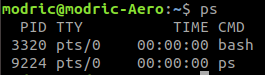 modric@modric-Aero:~$ ps
  PID TTY          TIME CMD
 3320 pts/0    00:00:00 bash
 9224 pts/0    00:00:00 ps